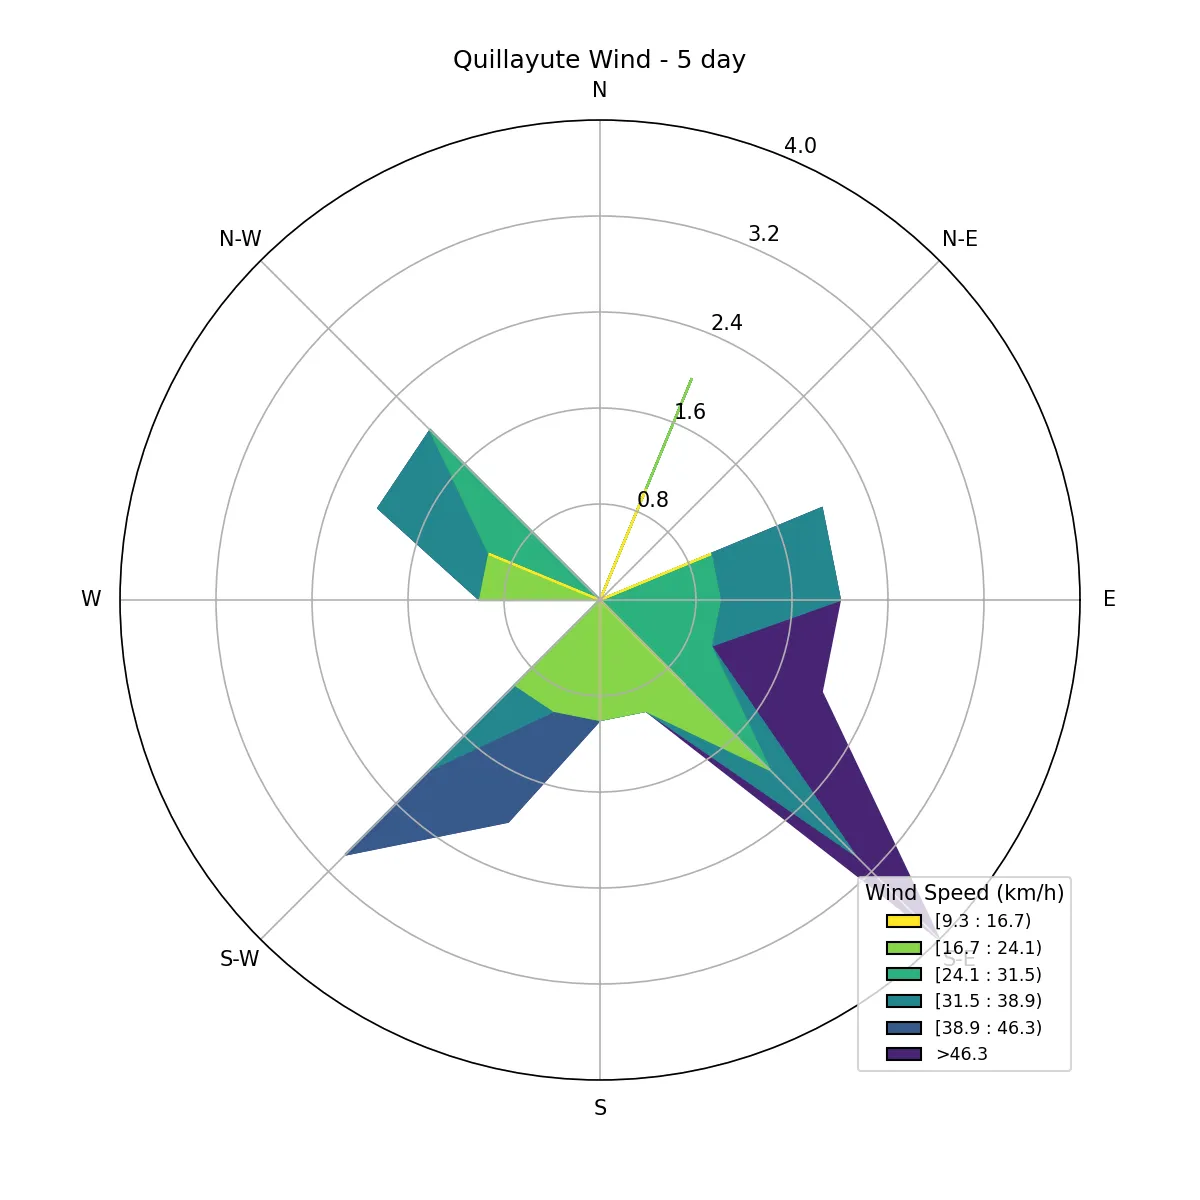 Quillayute Wind - 5 day
N
4.0
N-W
N-E
3.2
2.4
1.6
0.8
W
E
S-W
S-E
S
Wind Speed (km/h)
[9.3 : 16.7)
[16.7 : 24.1)
[24.1 : 31.5)
[31.5 : 38.9)
[38.9 : 46.3)
>46.3